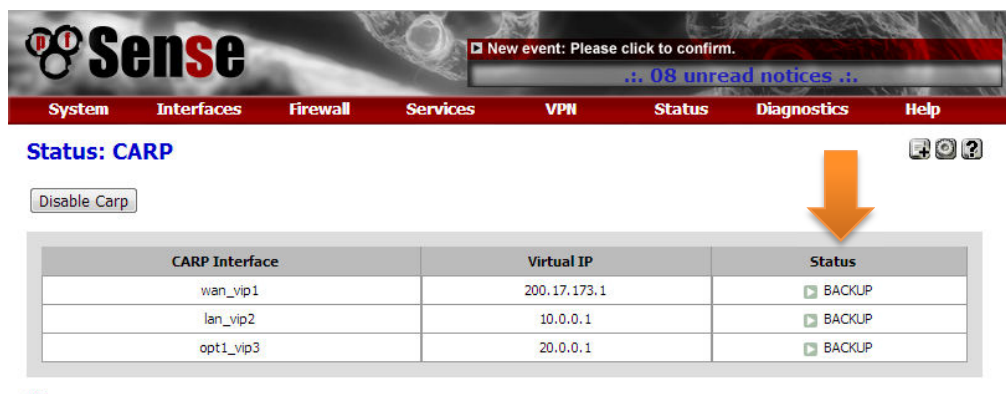 pf Sense
New event: Please click to confirm.
.:. 08 unread notices .:.
System Interfaces Firewall Services VPN Status Diagnostics Help
Status: CARP
?
Disable Carp
CARP Interface Virtual IP Status
wan_vip1 200.17.173.1 BACKUP
lan_vip2 10.0.0.1 BACKUP
opt1_vip3 20.0.0.1 BACKUP